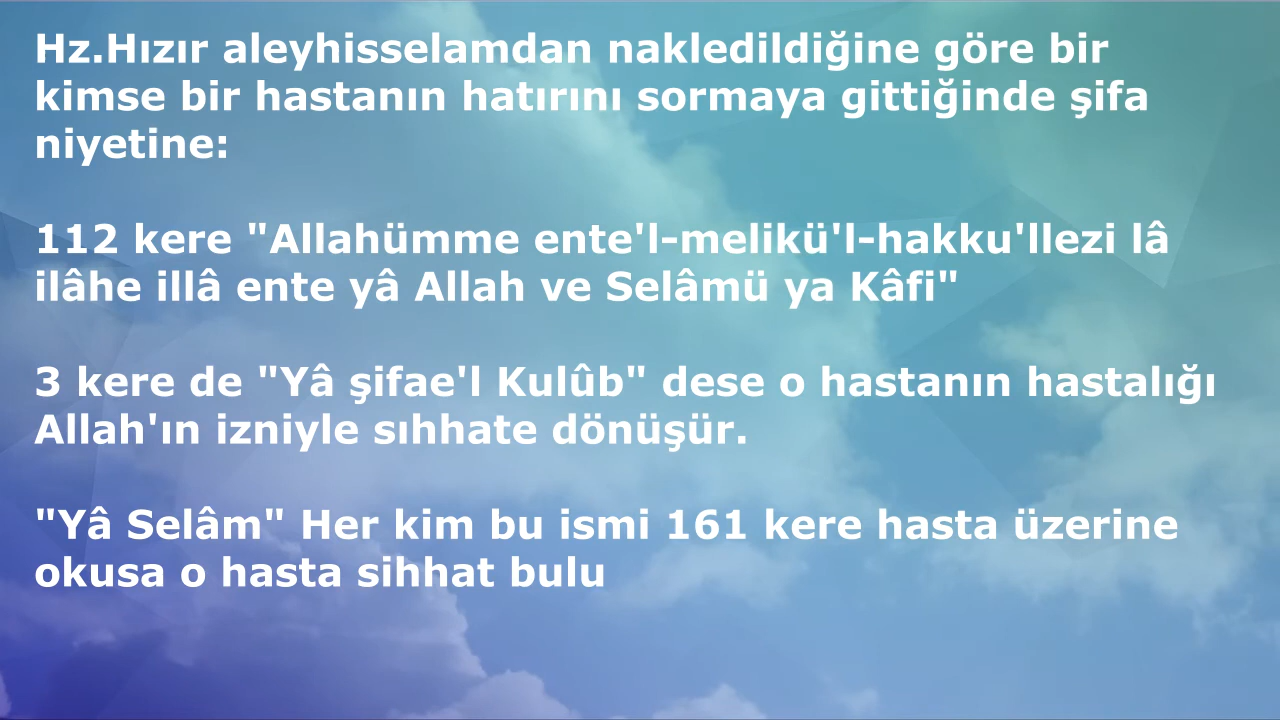 Hz.Hızır aleyhisselamdan nakledildiğine göre bir
kimse bir hastanın hatırını sormaya gittiğinde şifa
niyetine:
112 kere "Allahümme ente'l-melikü'l-hakku'llezi lâ
ilâhe illâ ente yâ Allah ve Selâmü ya Kâfi"
3 kere de "Yâ şifae'l Kulûb" dese o hastanın hastalığı
Allah'ın izniyle sıhhate dönüşür.
"Yâ Selâm" Her kim bu ismi 161 kere hasta üzerine
okusa o hasta sihhat bulu